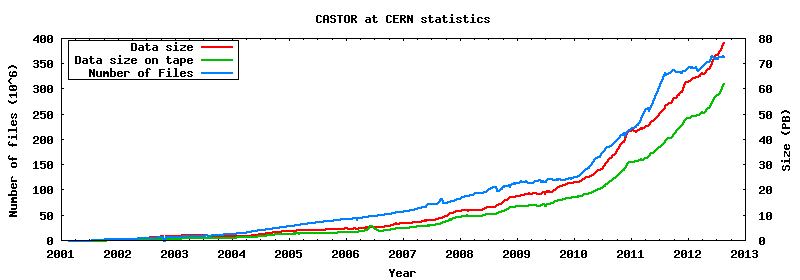 CASTOR at CERN statistics
Data size
Data size on tape
Number of Files
Number of files (10^6)
400
350
300
250
200
150
100
50
0
Size (PB)
80
70
60
50
40
30
20
10
0
2001 2002 2003 2004 2005 2006 2007 2008 2009 2010 2011 2012 2013
Year